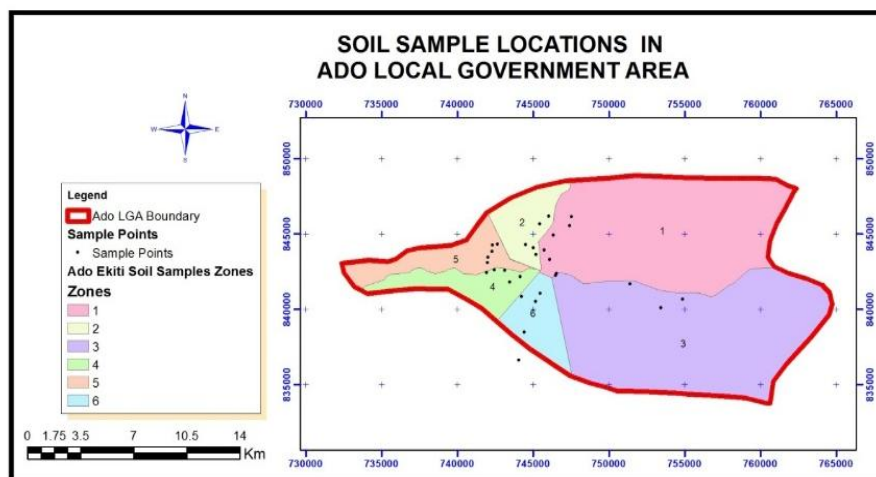 SOIL SAMPLE LOCATIONS IN
ADO LOCAL GOVERNMENT AREA
730000 735000 740000 745000 750000 755000 760000 765000
N
W E
S
850000 850000
845000 845000
840000 840000
835000 835000
2
1
5
4
6
3
Legend
Ado LGA Boundary
Sample Points
Sample Points
Ado Ekiti Soil Samples Zones
Zones
1
2
3
4
5
6
0 1.75 3.5 7 10.5 14
Km
730000 735000 740000 745000 750000 755000 760000 765000